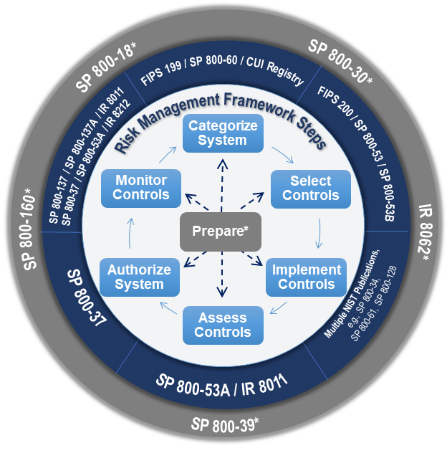 SP 800-18*
SP 800-30*
IR 8062*
SP 800-39*
SP 800-160*
FIPS 199 / SP 800-60 / CUI Registry
FIPS 200 / SP 800-53 / SP 800-53B
Multiple NIST Publications,
e.g., SP 800-34,
SP 800-61, SP 800-128
SP 800-53A / IR 8011
SP 800-37
SP 800-137 / SP 800-137A / IR 8011
SP 800-37 / SP 800-53A / IR 8212
Risk Management Framework Steps
Categorize
System
Select
Controls
Implement
Controls
Assess
Controls
Authorize
System
Monitor
Controls
Prepare*